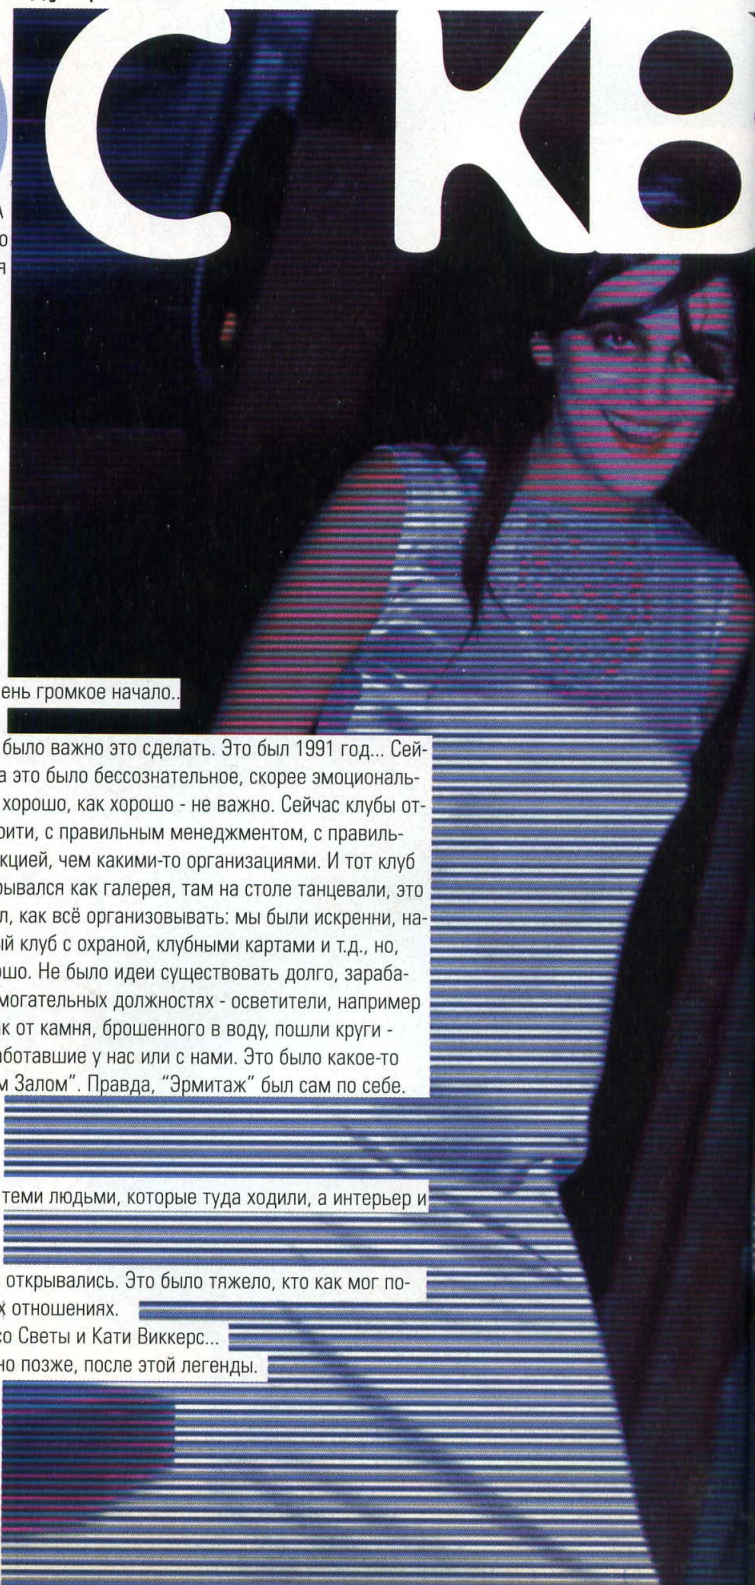 С КВ
А
о
я
ень громкое начало..
было важно это сделать. Это был 1991 год... Сей-
а это было бессознательное, скорее эмоциональ-
хорошо, как хорошо - не важно. Сейчас клубы от-
рити, с правильным менеджментом, с правиль-
кцией, чем какими-то организациями. И тот клуб
рывался как галерея, там на столе танцевали, это
л, как всё организовывать: мы были искренни, на-
ый клуб с охраной, клубными картами и т.д., но,
ошо. Не было идеи существовать долго, зараба-
могательных должностях - осветители, например
к от камня, брошенного в воду, пошли круги -
аботавшие у нас или с нами. Это было какое-то
м Залом”. Правда, “Эрмитаж” был сам по себе.
теми людьми, которые туда ходили, а интерьер и
открывались. Это было тяжело, кто как мог по-
х отношениях.
со Светы и Кати Виккерс...
но позже, после этой легенды.